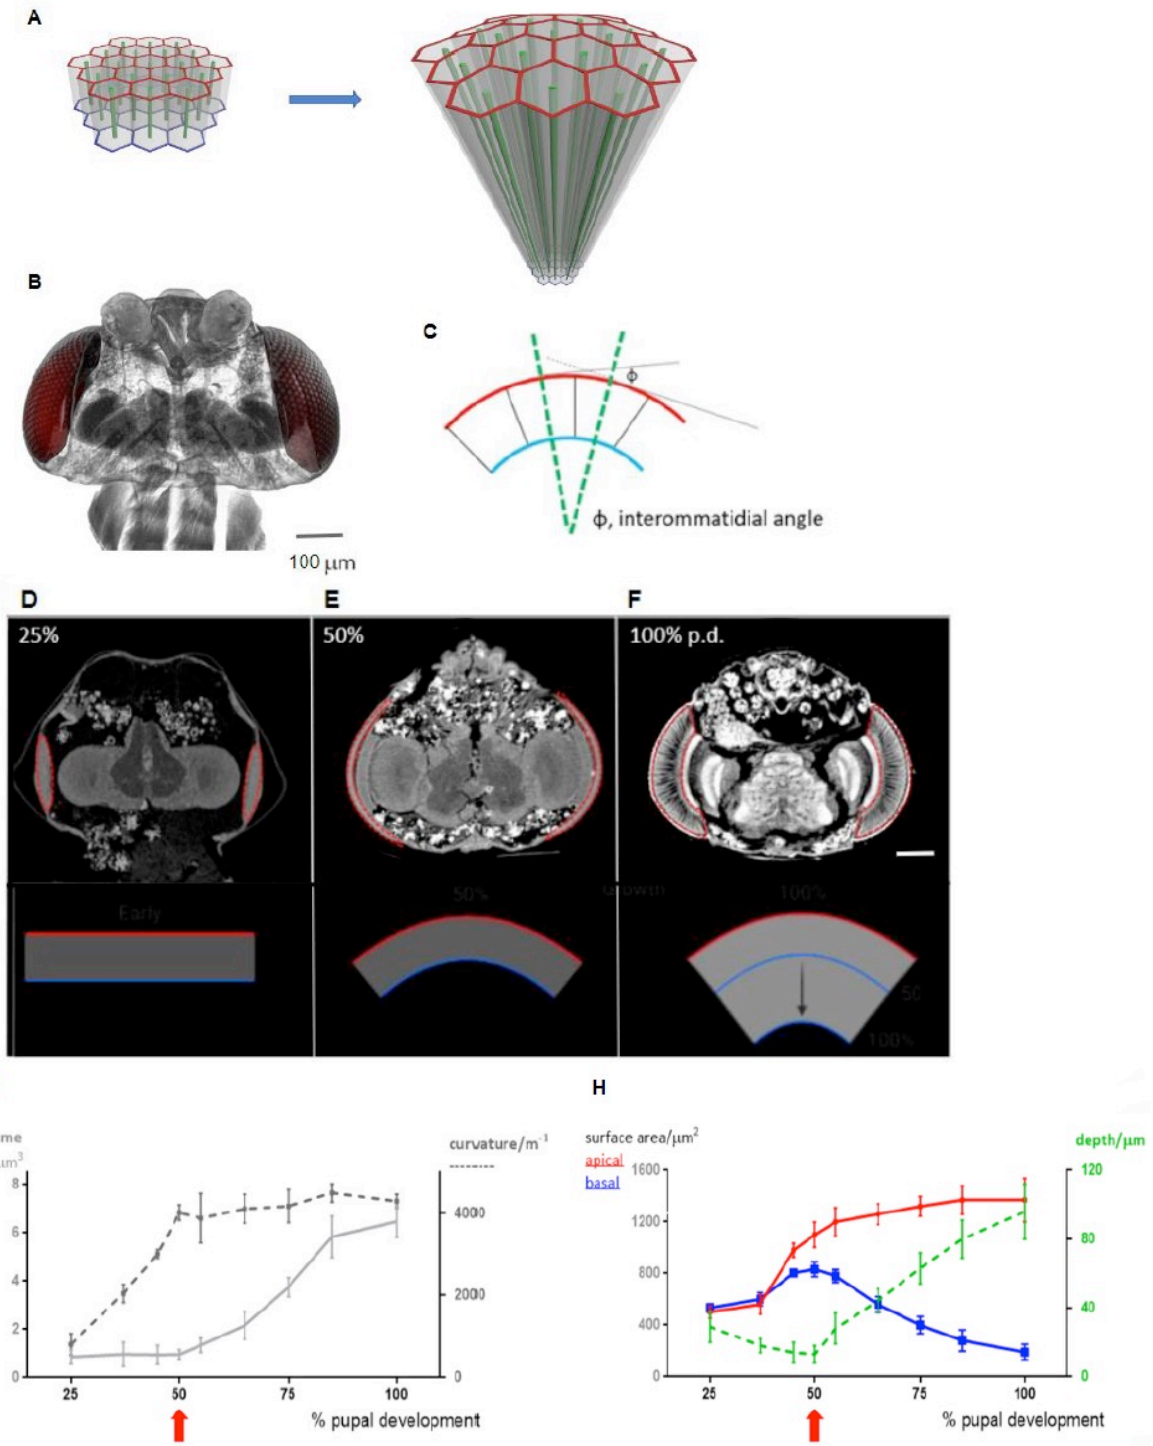 A
B
100 µm
C
ϕ
ϕ, interommatidial angle
D
E
F
25%
50%
100% p.d.
Early
50%
Growth
100%
50
100%
H
me
µm³
curvature/m⁻¹
8
6
4
2
0
4000
2000
0
25
50
75
100
% pupal development
surface area/µm²
apical
basal
depth/µm
1600
1200
800
400
0
120
80
40
0
25
50
75
100
% pupal development